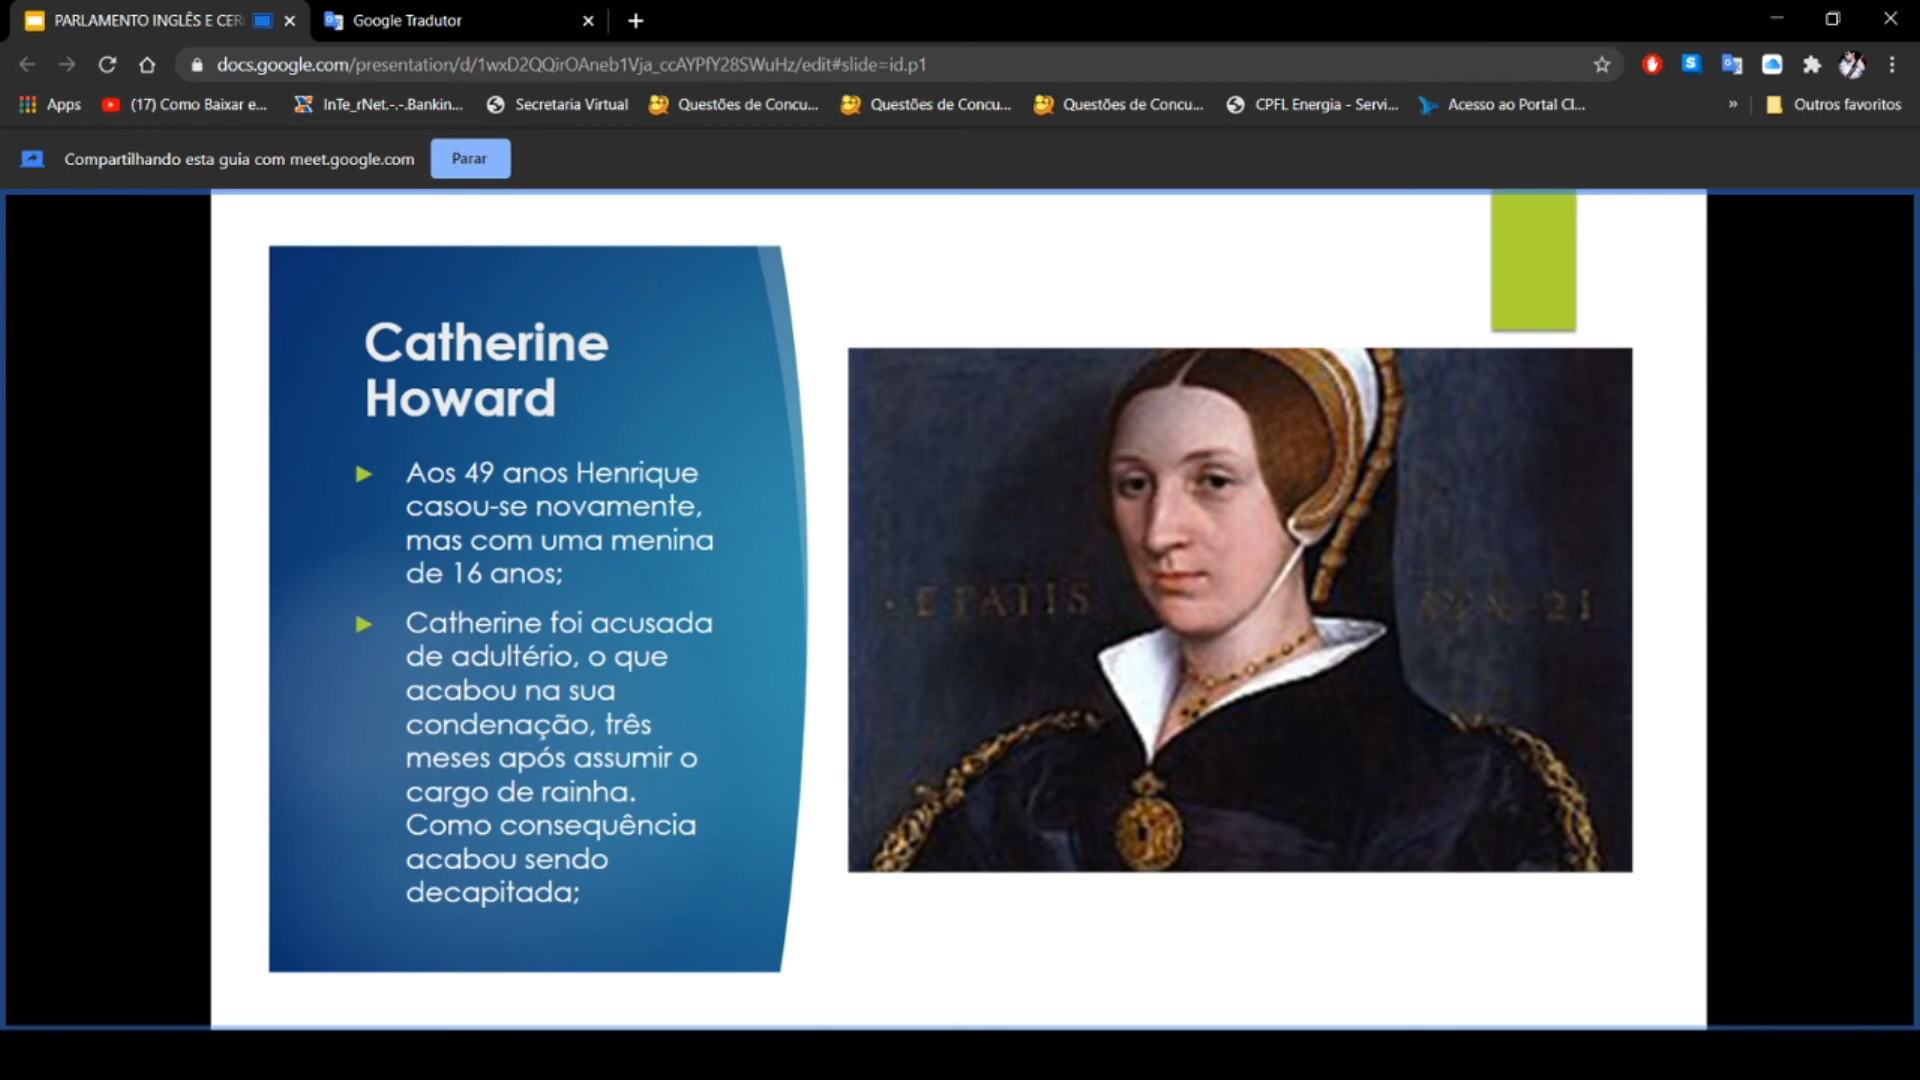 PARLAMENTO INGLÊS E CER
Google Tradutor
docs.google.com/presentation/d/1wxD2QQirOAneb1Vja_ccAYPfY28SWuHz/edit#slide=id.p1
Apps
(17) Como Baixar e...
InTe_rNet.-.-.Bankin...
Secretaria Virtual
Questões de Concu...
Questões de Concu...
Questões de Concu...
CPFL Energia - Servi...
Acesso ao Portal Cl...
»
Outros favoritos
Compartilhando esta guia com meet.google.com
Parar
Catherine
Howard
Aos 49 anos Henrique
casou-se novamente,
mas com uma menina
de 16 anos;
Catherine foi acusada
de adultério, o que
acabou na sua
condenação, três
meses após assumir o
cargo de rainha.
Como consequência
acabou sendo
decapitada;
ETATIS
21